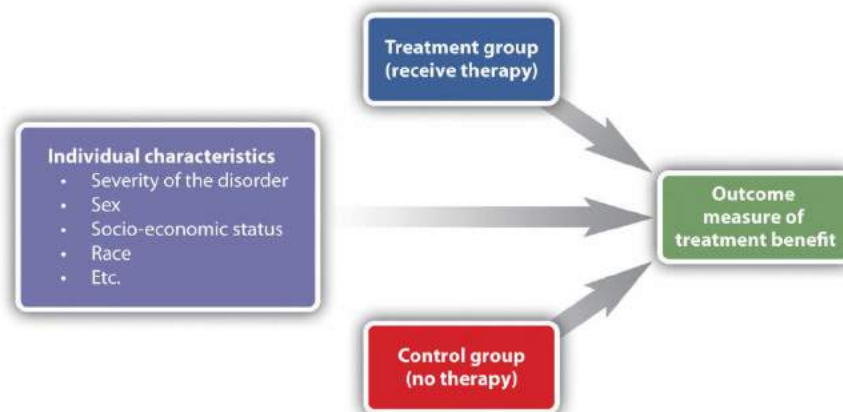 Treatment group
(receive therapy)
Individual characteristics
• Severity of the disorder
• Sex
• Socio-economic status
• Race
• Etc.
Outcome
measure of
treatment benefit
Control group
(no therapy)